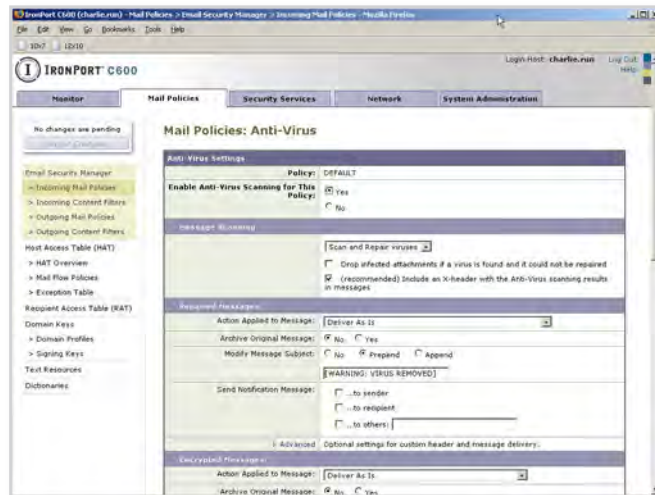 IronPort C600 (charlie.run) - Mail Policies > Email Security Manager > Incoming Mail Policies - Mozilla Firefox
File Edit View Go Bookmarks Tools Help
10x7 12x10
IRONPORT C600
Login Host: charlie.run
Log Out
Help
Monitor
Mail Policies
Security Services
Network
System Administration
No changes are pending
Mail Policies: Anti-Virus
Email Security Manager
> Incoming Mail Policies
> Incoming Content Filters
> Outgoing Mail Policies
> Outgoing Content Filters
Host Access Table (HAT)
> HAT Overview
> Mail Flow Policies
> Exception Table
Recipient Access Table (RAT)
Domain Keys
> Domain Profiles
> Signing Keys
Text Resources
Dictionaries
Anti-Virus Settings
Policy: DEFAULT
Enable Anti-Virus Scanning for This Policy:
Yes
No
Message Scanning
Scan and Repair viruses
Drop infected attachments if a virus is found and it could not be repaired
(recommended) Include an X-header with the Anti-Virus scanning results in messages
Repaired Messages:
Action Applied to Message: Deliver As Is
Archive Original Message: No Yes
Modify Message Subject: No Prepend Append
[WARNING: VIRUS REMOVED]
Send Notification Message:
...to sender
...to recipient
...to others:
Advanced Optional settings for custom header and message delivery.
Encrypted Messages:
Action Applied to Message: Deliver As Is
Archive Original Message: No Yes